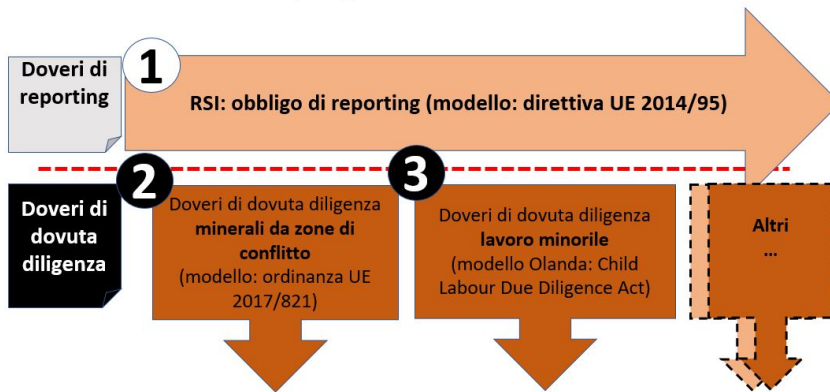 Doveri di
reporting
1
RSI: obbligo di reporting (modello: direttiva UE 2014/95)
Doveri di
dovuta
diligenza
2
Doveri di dovuta diligenza
minerali da zone di
conflitto
(modello: ordinanza UE
2017/821)
3
Doveri di dovuta diligenza
lavoro minorile
(modello Olanda: Child
Labour Due Diligence Act)
Altri
...